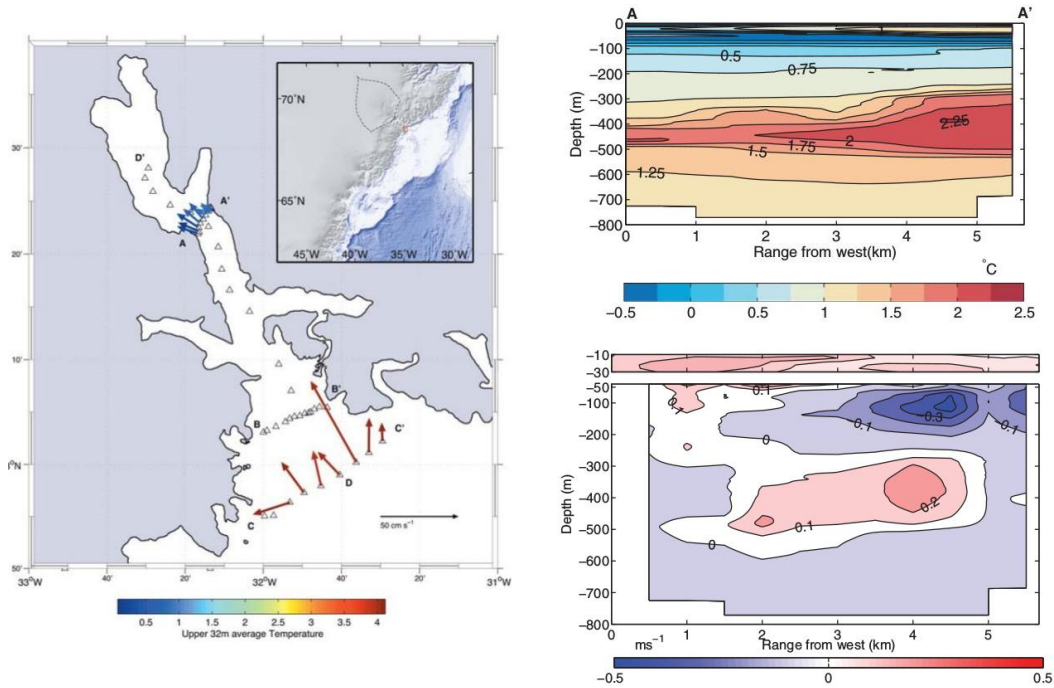 70°N
65°N
45°W 40°W 35°W 30°W
30'
20'
10'
50'
33°W 40' 20' 32°W 40' 20' 31°W
D'
A'
A
B'
B
C'
D
C
50 cm s⁻¹
0.5 1 1.5 2 2.5 3 3.5 4
Upper 32m average Temperature
A A'
0
−100
−200
−300
−400
−500
−600
−700
−800
Depth (m)
1
0.5
0.75
2.25
2
1.75
1.5
1.25
0 1 2 3 4 5
Range from west(km)
°C
−0.5 0 0.5 1 1.5 2 2.5
−10
−30
−50
−100
−200
−300
−400
−500
−600
−700
−800
Depth (m)
0.1
0.1
−0.3
−0.1
−0.1
0
0.2
0.1
0
0 1 2 3 4 5
Range from west (km)
ms⁻¹
−0.5 0 0.5